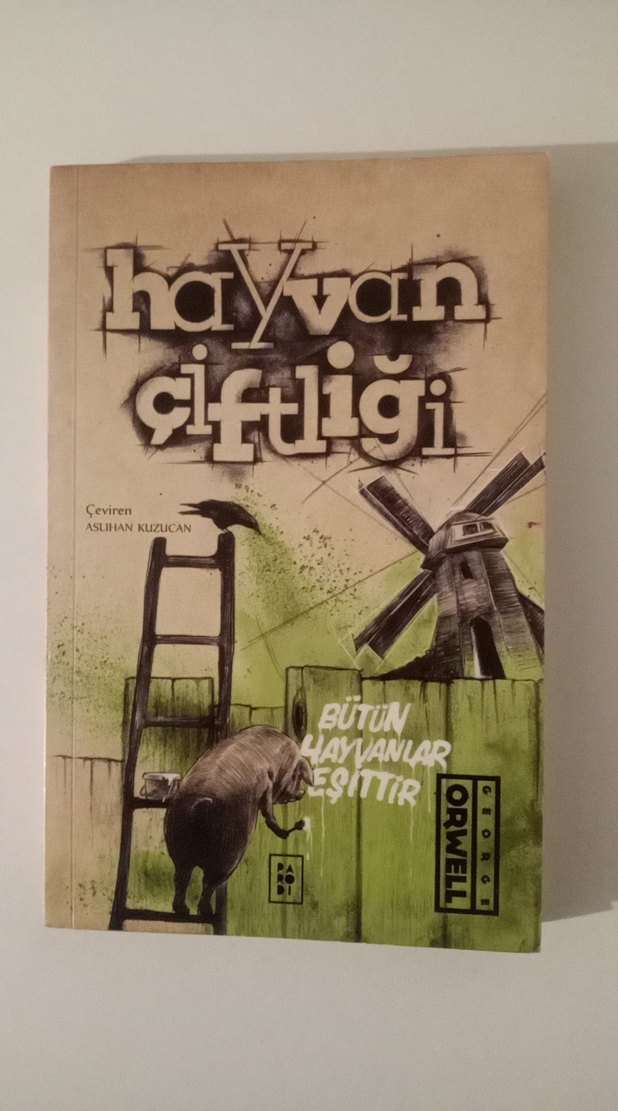 hayvan
çiftliği
Çeviren
ASLIHAN KUZUCAN
BÜTÜN
HAYVANLAR
EŞİTTİR
GEORGE
ORWELL
PARODİ